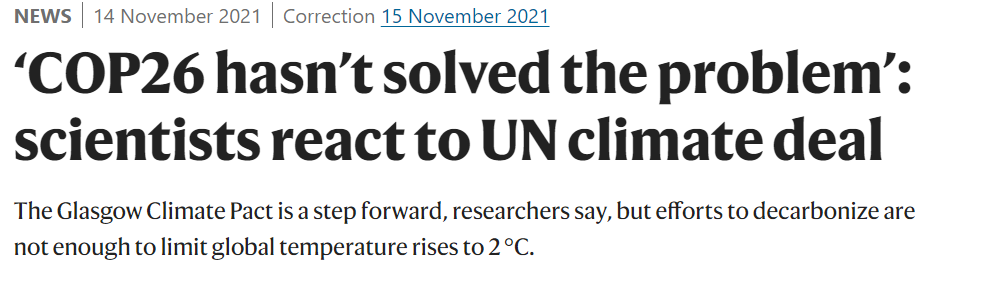 NEWS | 14 November 2021 | Correction 15 November 2021
‘COP26 hasn’t solved the problem’:
scientists react to UN climate deal
The Glasgow Climate Pact is a step forward, researchers say, but efforts to decarbonize are
not enough to limit global temperature rises to 2 °C.